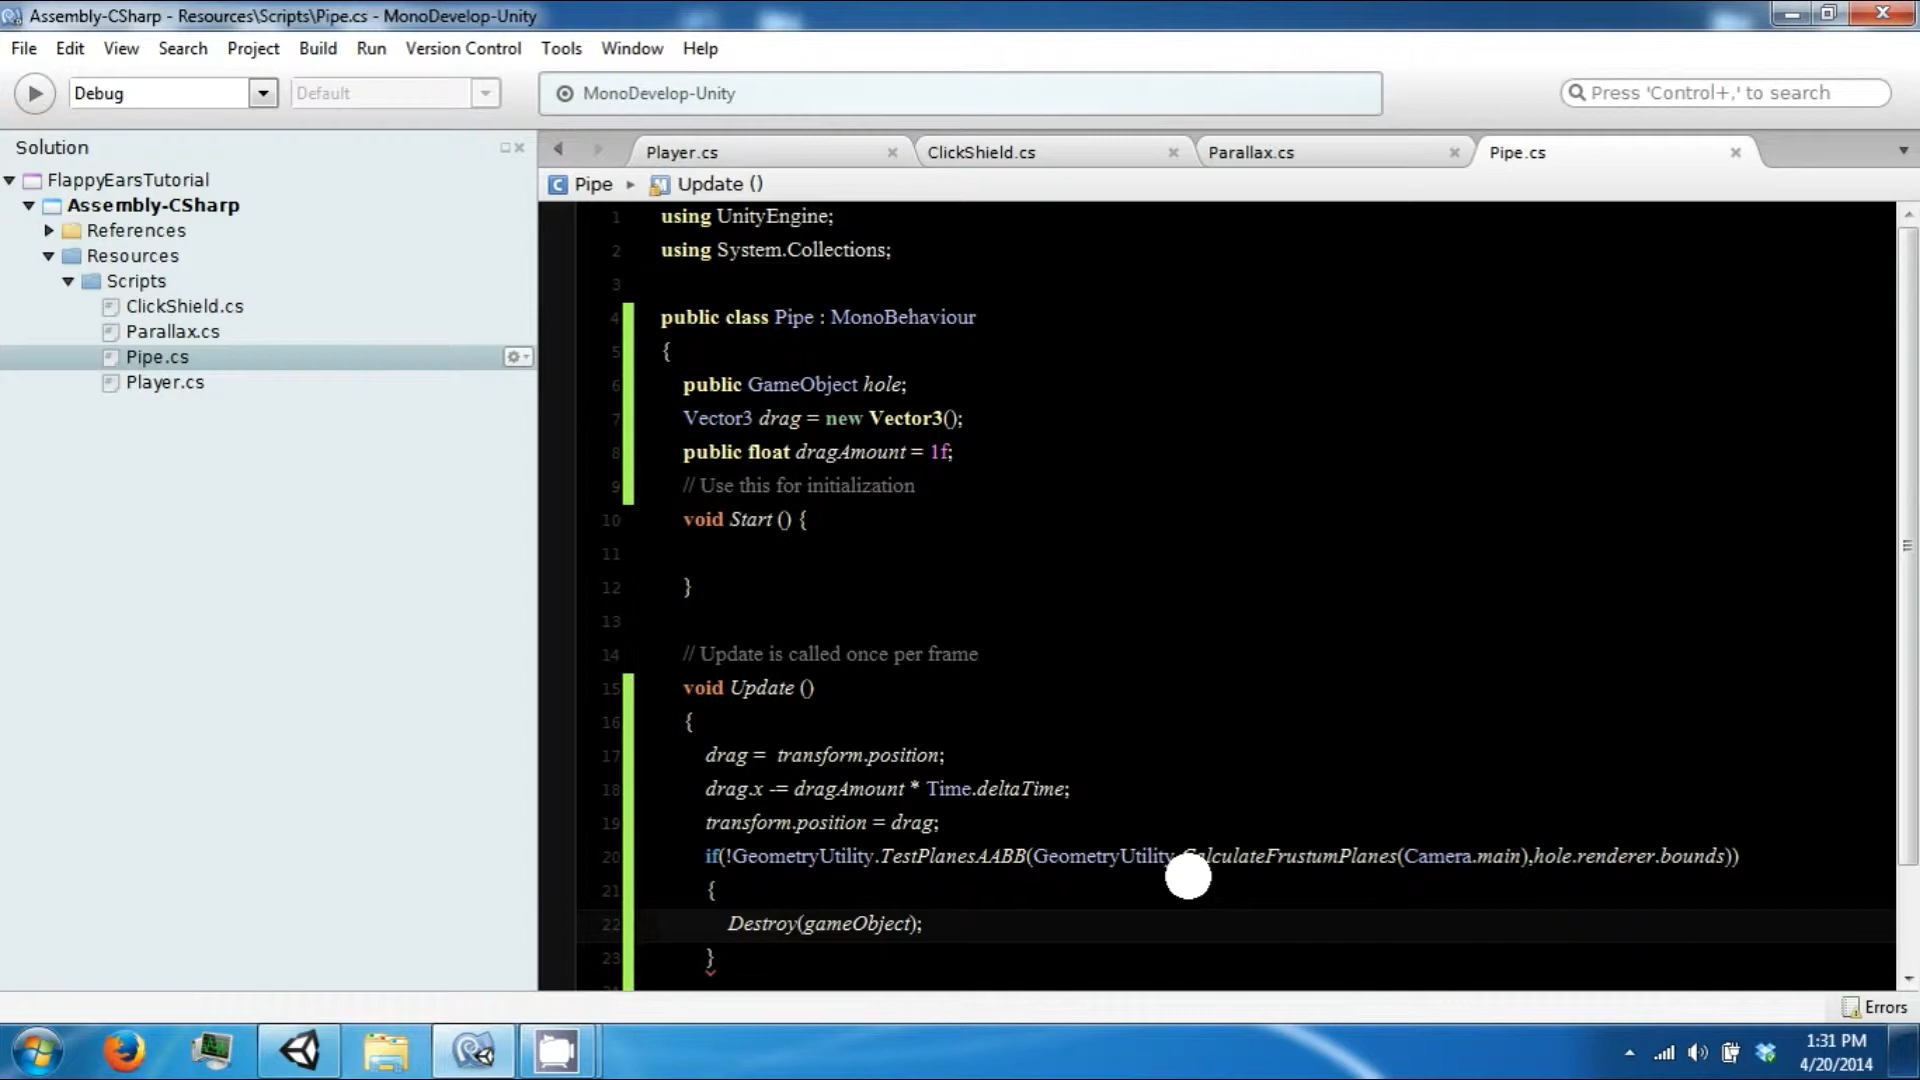 Assembly-CSharp - Resources\Scripts\Pipe.cs - MonoDevelop-Unity
File Edit View Search Project Build Run Version Control Tools Window Help
Debug Default MonoDevelop-Unity Press 'Control+,' to search
Solution
FlappyEarsTutorial
Assembly-CSharp
References
Resources
Scripts
ClickShield.cs
Parallax.cs
Pipe.cs
Player.cs
Player.cs ClickShield.cs Parallax.cs Pipe.cs
Pipe Update ()
1 using UnityEngine;
2 using System.Collections;
3
4 public class Pipe : MonoBehaviour
5 {
6 public GameObject hole;
7 Vector3 drag = new Vector3();
8 public float dragAmount = 1f;
9 // Use this for initialization
10 void Start () {
11
12 }
13
14 // Update is called once per frame
15 void Update ()
16 {
17 drag =  transform.position;
18 drag.x -= dragAmount * Time.deltaTime;
19 transform.position = drag;
20 if(!GeometryUtility.TestPlanesAABB(GeometryUtility.CalculateFrustumPlanes(Camera.main),hole.renderer.bounds))
21 {
22 Destroy(gameObject);
23 }
Errors
1:31 PM
4/20/2014